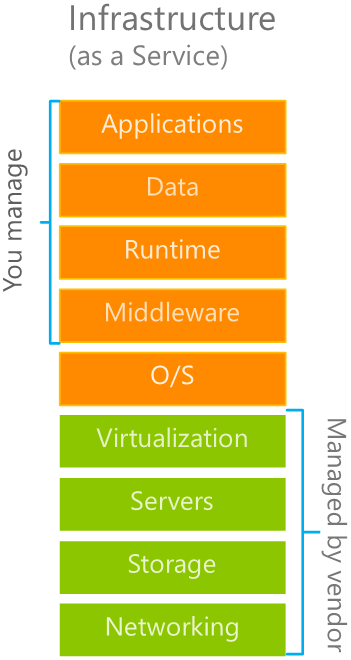 Infrastructure
(as a Service)
You manage
Applications
Data
Runtime
Middleware
O/S
Virtualization
Servers
Storage
Networking
Managed by vendor